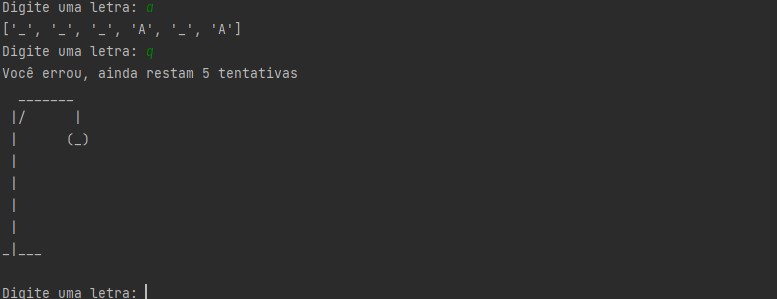 Digite uma letra: a
['_', '_', '_', 'A', '_', 'A']
Digite uma letra: q
Você errou, ainda restam 5 tentativas
  _______
 |/      |
 |      (_)
 |
 |
 |
 |
_|___
Digite uma letra: